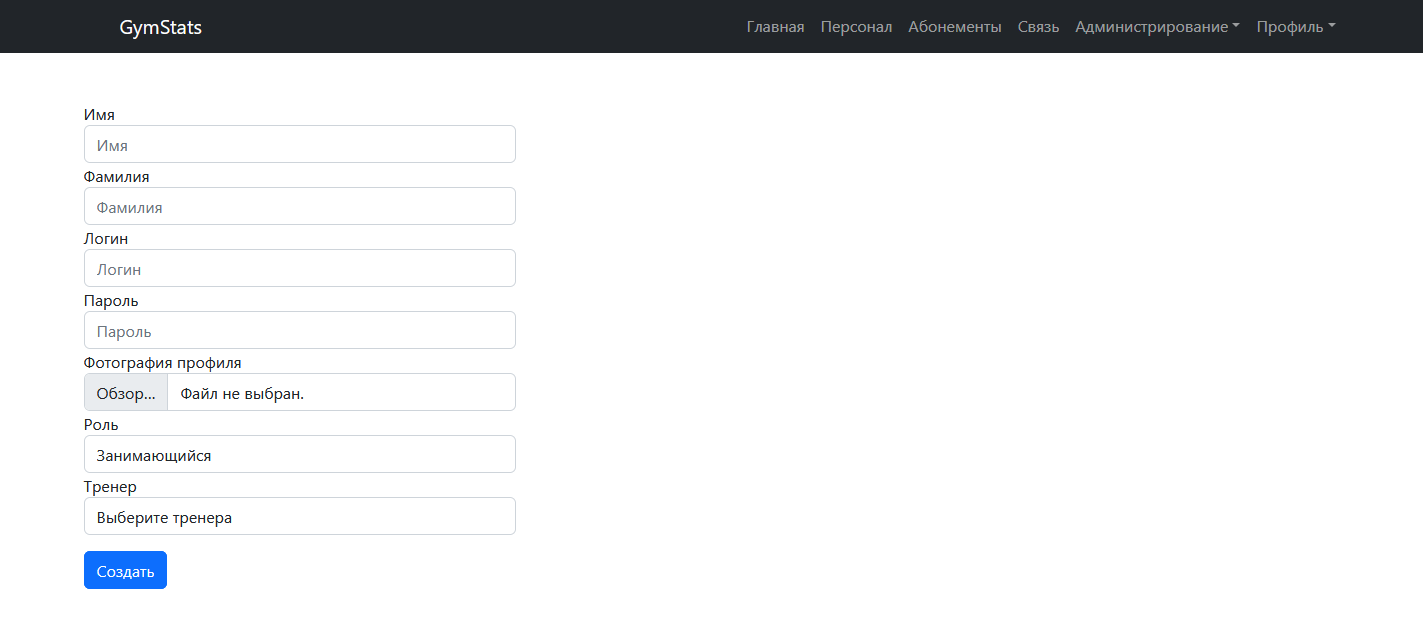 GymStats Главная Персонал Абонементы Связь Администрирование Профиль
Имя
Имя
Фамилия
Фамилия
Логин
Логин
Пароль
Пароль
Фотография профиля
Обзор... Файл не выбран.
Роль
Занимающийся
Тренер
Выберите тренера
Создать